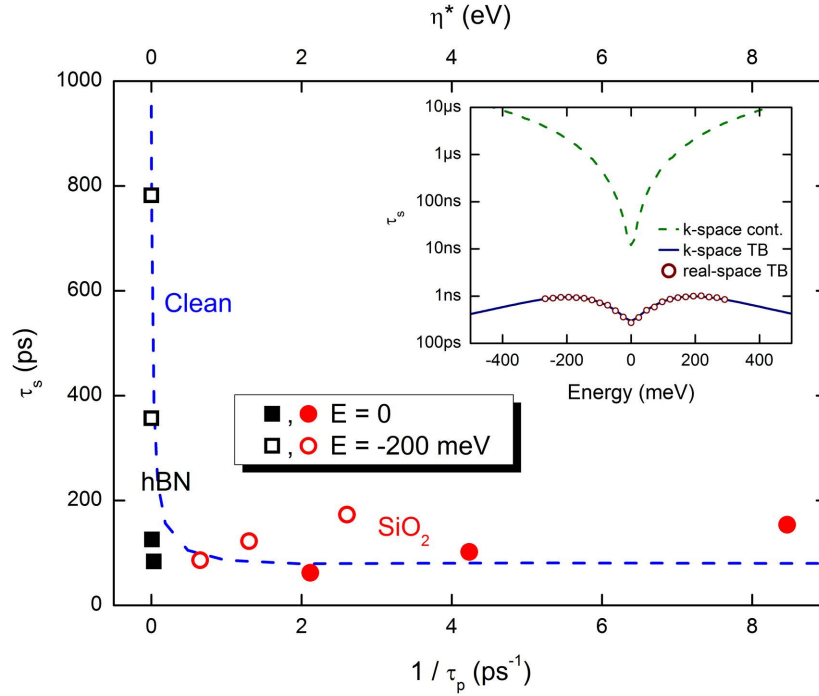 η* (eV)
0 2 4 6 8
1000
800
600
400
200
0
τs (ps)
Clean
hBN
SiO2
■ , ● E = 0
□ , ○ E = -200 meV
10μs
1μs
100ns
10ns
1ns
100ps
τs
k-space cont.
k-space TB
real-space TB
-400 -200 0 200 400
Energy (meV)
0 2 4 6 8
1 / τp (ps-1)